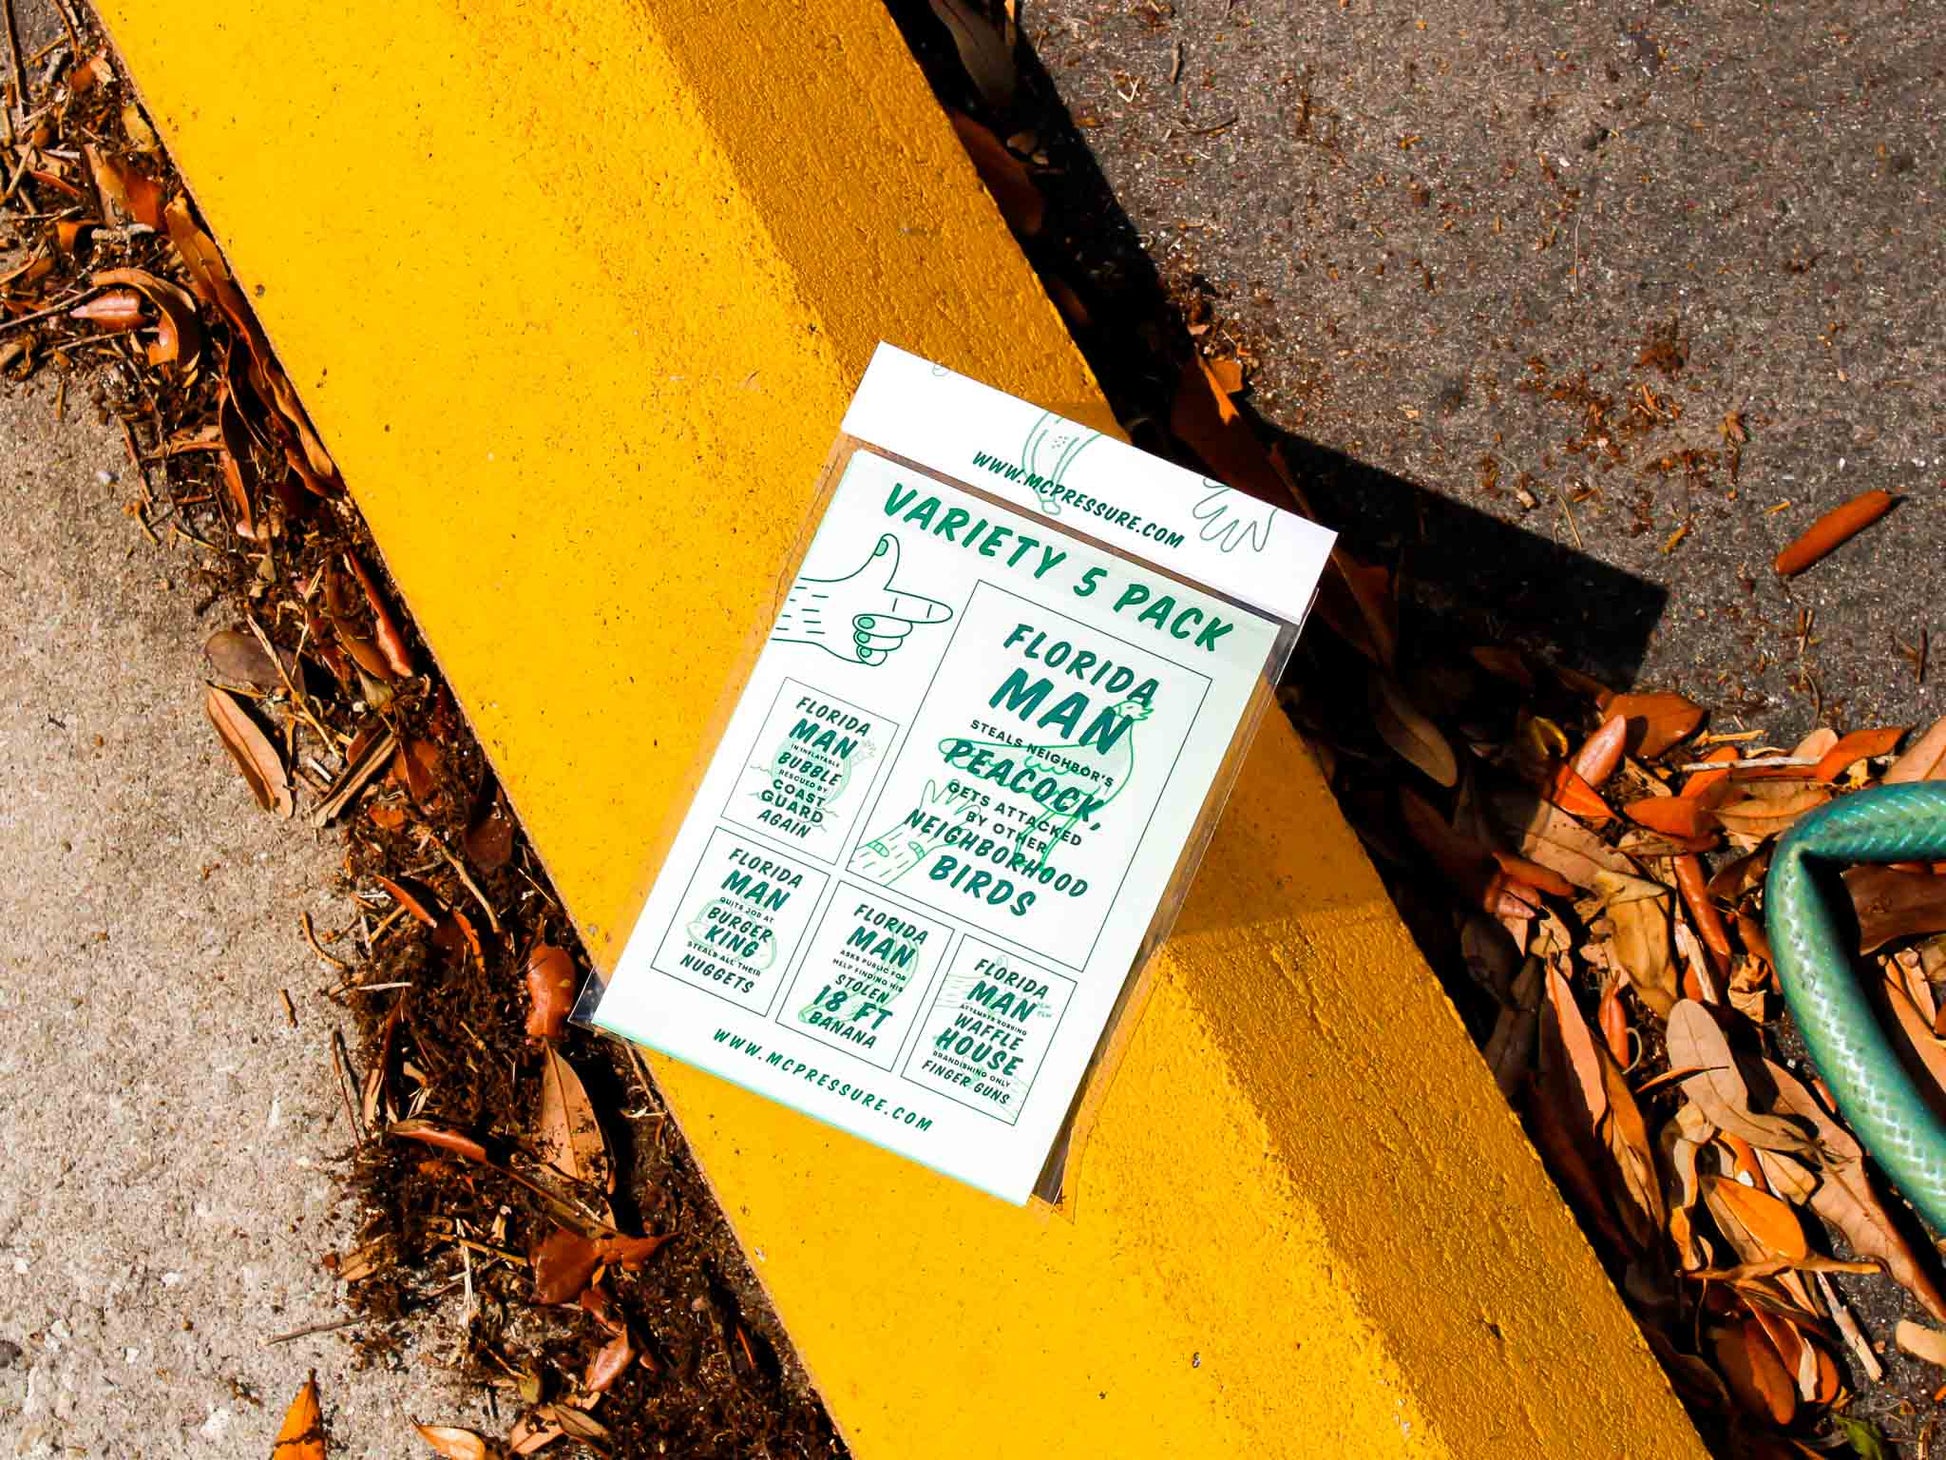 WWW.MCPRESSURE.COM
VARIETY 5 PACK
FLORIDA
MAN
STEALS NEIGHBOR'S
PEACOCK,
GETS ATTACKED
BY OTHER
NEIGHBORHOOD
BIRDS
FLORIDA
MAN
IN INFLATABLE
BUBBLE
RESCUED BY
COAST
GUARD
AGAIN
FLORIDA
MAN
QUITS JOB AT
BURGER
KING
STEALS ALL THEIR
NUGGETS
FLORIDA
MAN
ASKS PUBLIC FOR
HELP FINDING HIS
STOLEN
18 FT
BANANA
FLORIDA
MAN
ATTEMPTS ROBBING
WAFFLE
HOUSE
BRANDISHING ONLY
FINGER GUNS
WWW.MCPRESSURE.COM